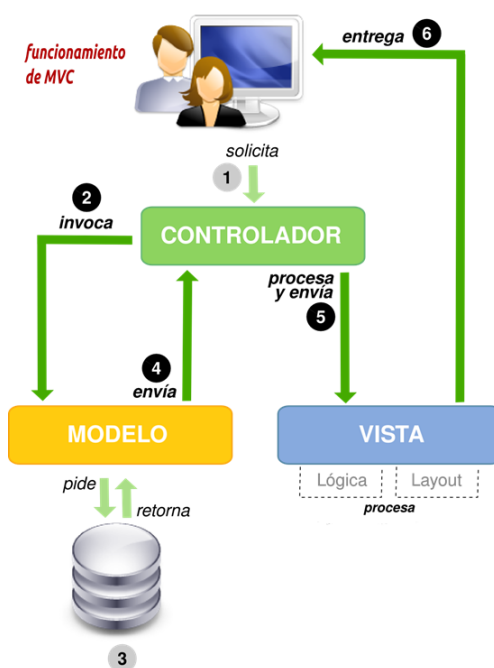 funcionamiento
de MVC
entrega 6
solicita
1
2
invoca
CONTROLADOR
procesa
y envía
5
4
envía
MODELO
VISTA
Lógica
Layout
procesa
pide
retorna
3